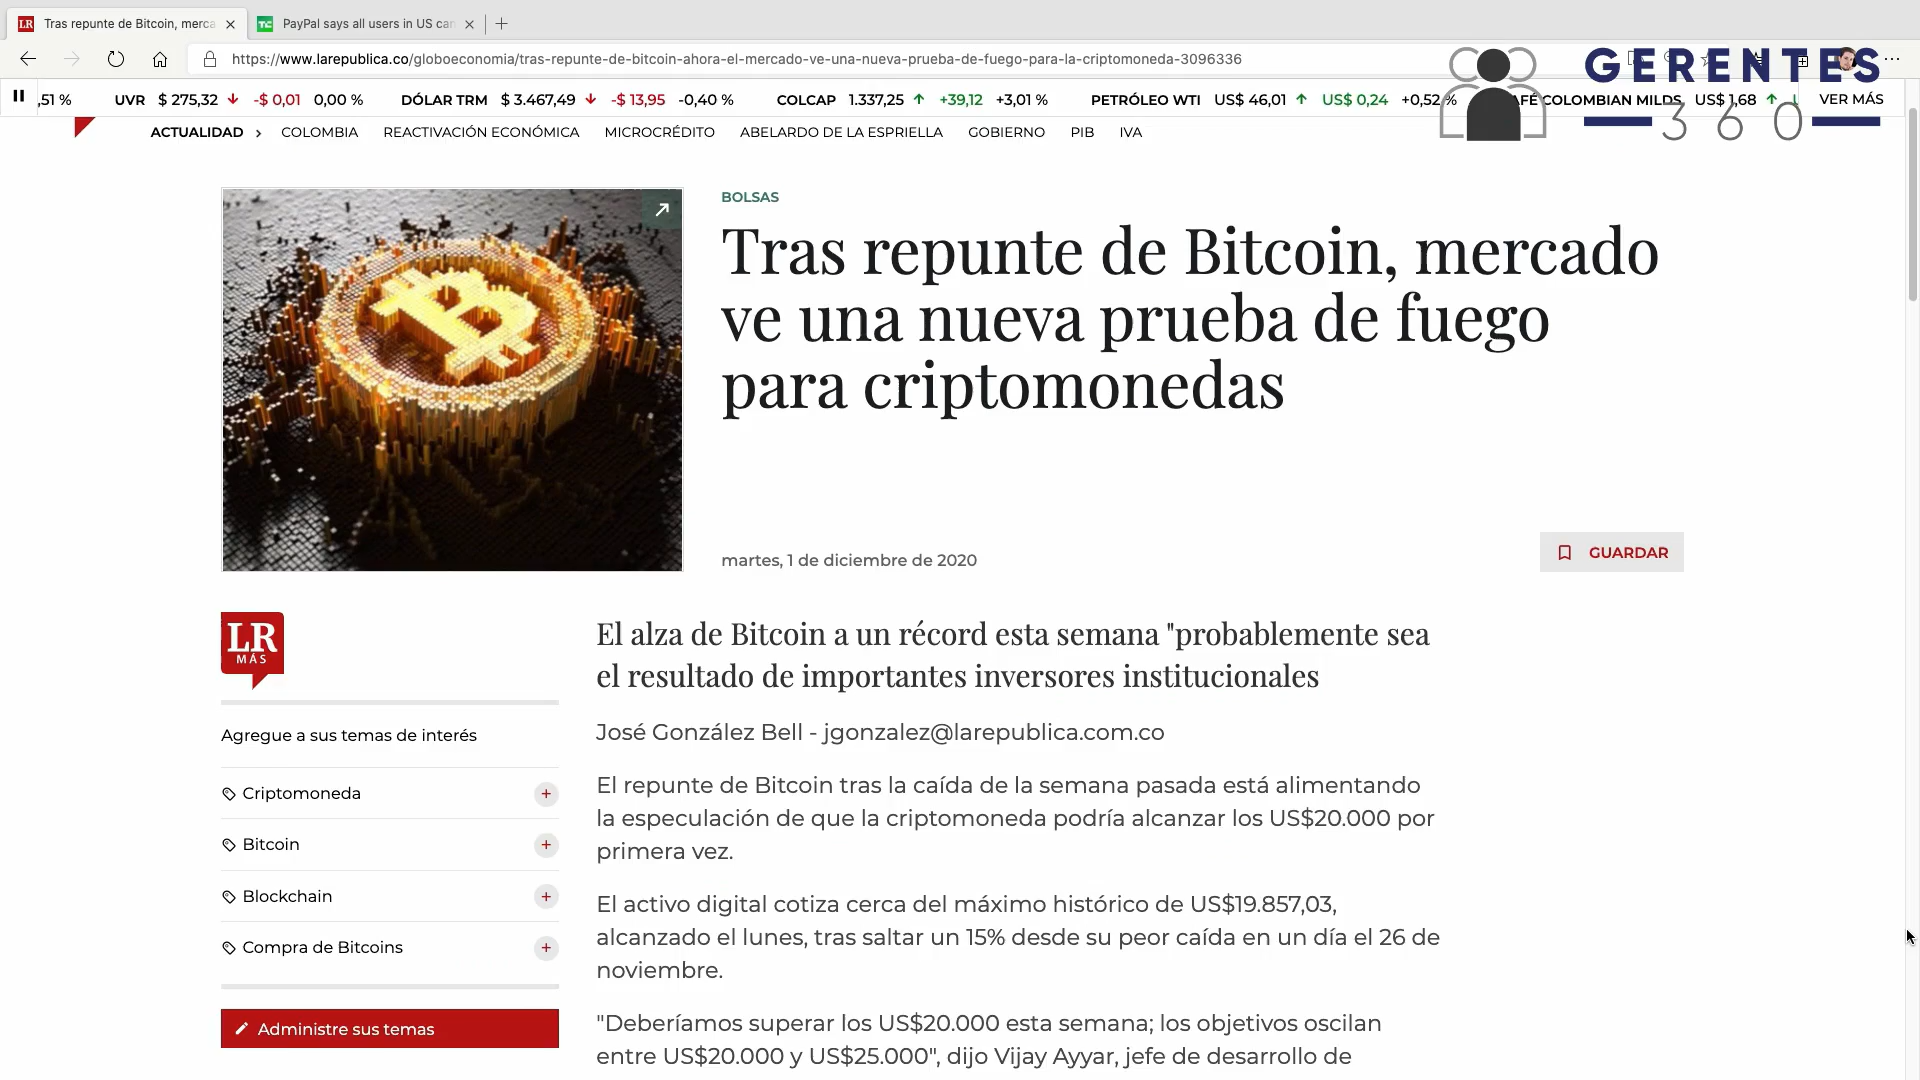 Tras repunte de Bitcoin, merca
PayPal says all users in US can
https://www.larepublica.co/globoeconomia/tras-repunte-de-bitcoin-ahora-el-mercado-ve-una-nueva-prueba-de-fuego-para-la-criptomoneda-3096336
GERENTES
360
,51 % UVR $ 275,32 -$ 0,01 0,00 % DÓLAR TRM $ 3.467,49 -$ 13,95 -0,40 % COLCAP 1.337,25 +39,12 +3,01 % PETRÓLEO WTI US$ 46,01 US$ 0,24 +0,52 % AFÉ COLOMBIAN MILDS US$ 1,68 VER MÁS
ACTUALIDAD COLOMBIA REACTIVACIÓN ECONÓMICA MICROCRÉDITO ABELARDO DE LA ESPRIELLA GOBIERNO PIB IVA
BOLSAS
Tras repunte de Bitcoin, mercado
ve una nueva prueba de fuego
para criptomonedas
martes, 1 de diciembre de 2020
GUARDAR
LR
MÁS
Agregue a sus temas de interés
Criptomoneda
Bitcoin
Blockchain
Compra de Bitcoins
Administre sus temas
El alza de Bitcoin a un récord esta semana "probablemente sea
el resultado de importantes inversores institucionales
José González Bell - jgonzalez@larepublica.com.co
El repunte de Bitcoin tras la caída de la semana pasada está alimentando
la especulación de que la criptomoneda podría alcanzar los US$20.000 por
primera vez.
El activo digital cotiza cerca del máximo histórico de US$19.857,03,
alcanzado el lunes, tras saltar un 15% desde su peor caída en un día el 26 de
noviembre.
"Deberíamos superar los US$20.000 esta semana; los objetivos oscilan
entre US$20.000 y US$25.000", dijo Vijay Ayyar, jefe de desarrollo de